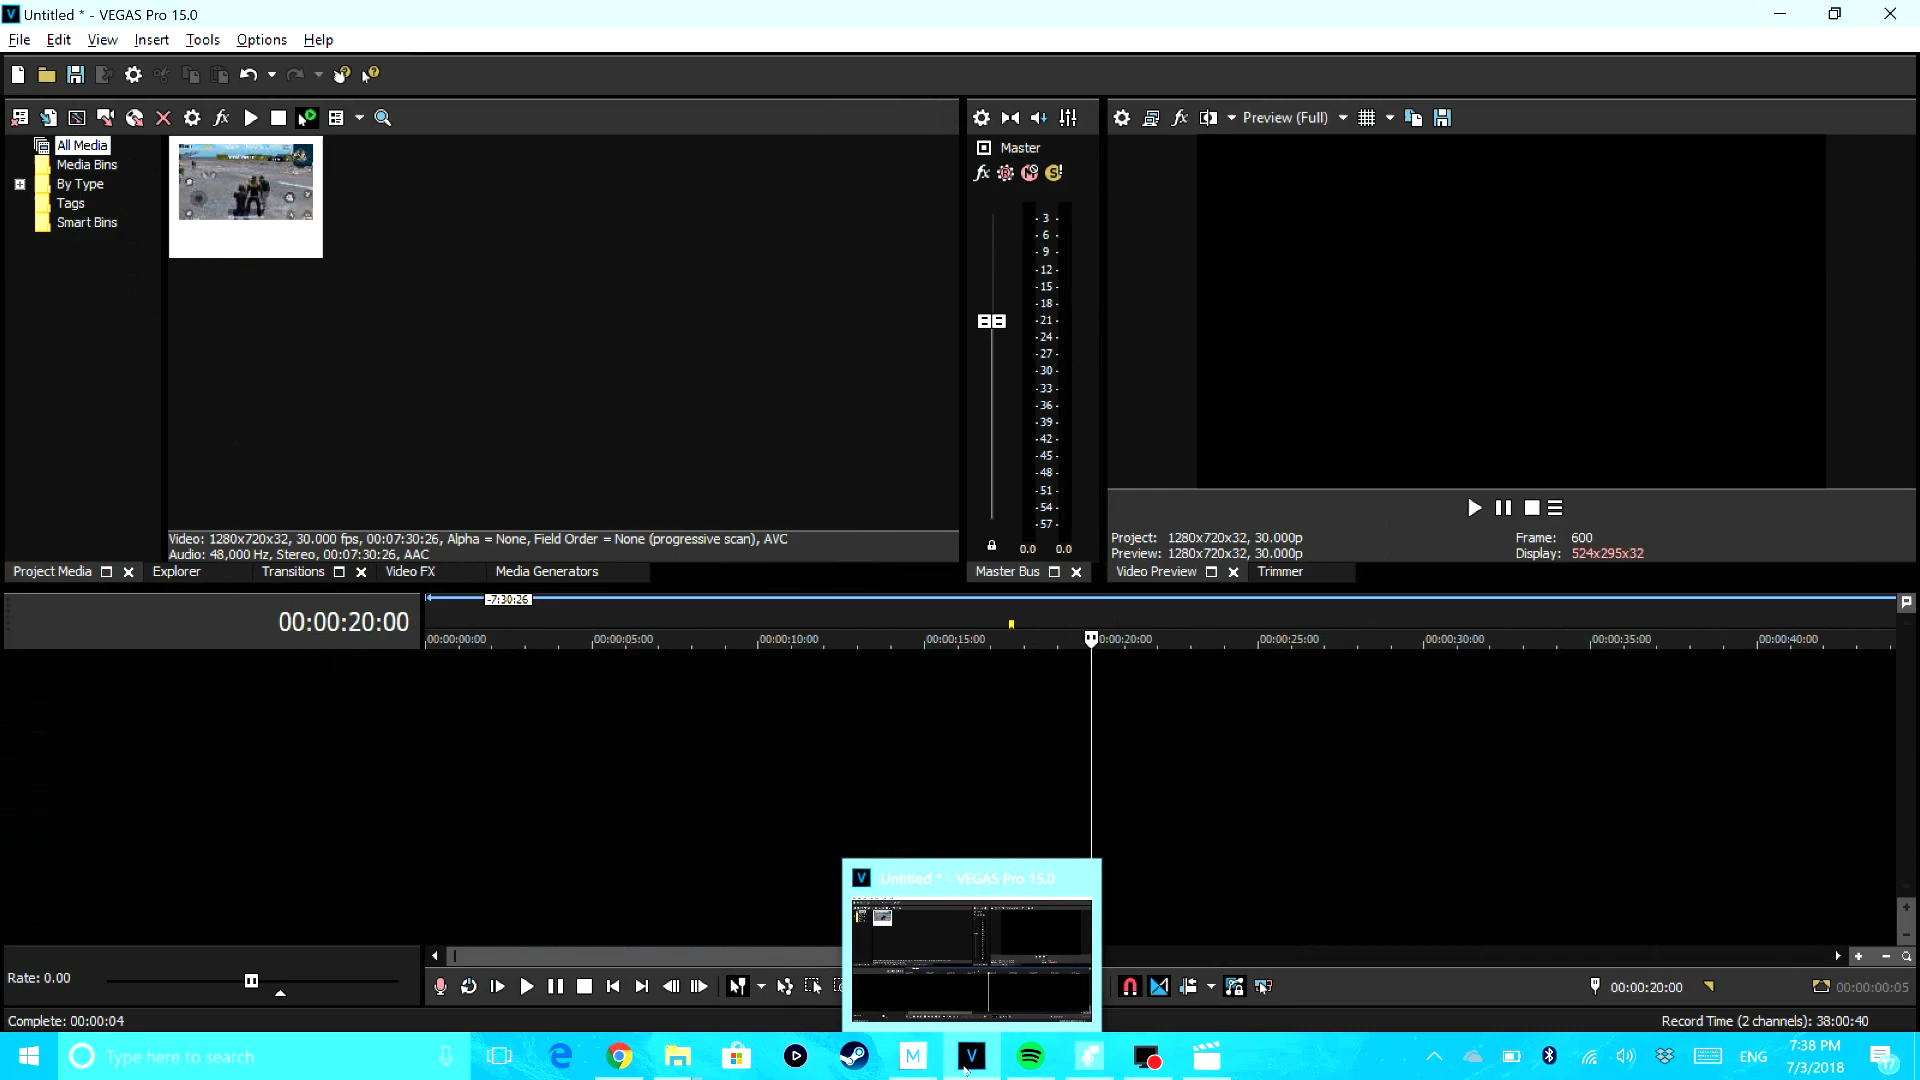 Untitled * - VEGAS Pro 15.0
File Edit View Insert Tools Options Help
Preview (Full)
All Media
Media Bins
By Type
Tags
Smart Bins
Master
3
6
9
-12-
-15-
-18-
-21-
-24-
-27-
-30-
-33-
-36-
-39-
-42-
-45-
-48-
-51-
-54-
-57-
0.0 0.0
Video: 1280x720x32, 30.000 fps, 00:07:30:26, Alpha = None, Field Order = None (progressive scan), AVC
Audio: 48,000 Hz, Stereo, 00:07:30:26, AAC
Project: 1280x720x32, 30.000p
Preview: 1280x720x32, 30.000p
Frame: 600
Display: 524x295x32
Project Media Explorer Transitions Video FX Media Generators
Master Bus
Video Preview Trimmer
-7:30:26
00:00:20:00
00:00:00:00 00:00:05:00 00:00:10:00 00:00:15:00 0:00:20:00 00:00:25:00 00:00:30:00 00:00:35:00 00:00:40:00
Untitled * - VEGAS Pro 15.0
Rate: 0.00
00:00:20:00
00:00:00:05
Complete: 00:00:04
Record Time (2 channels): 38:00:40
Type here to search
ENG
7:38 PM
7/3/2018
17